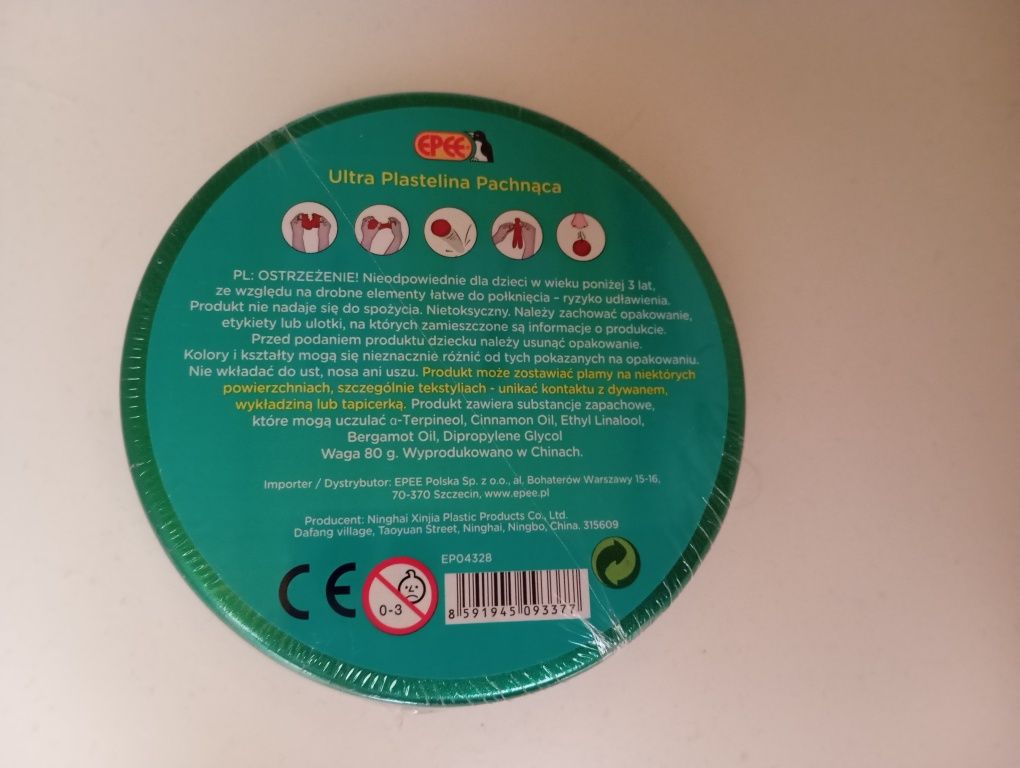 EPEE
Ultra Plastelina Pachnąca
PL: OSTRZEŻENIE! Nieodpowiednie dla dzieci w wieku poniżej 3 lat,
ze względu na drobne elementy łatwe do połknięcia – ryzyko udławienia.
Produkt nie nadaje się do spożycia. Nietoksyczny. Należy zachować opakowanie,
etykiety lub ulotki, na których zamieszczone są informacje o produkcie.
Przed podaniem produktu dziecku należy usunąć opakowanie.
Kolory i kształty mogą się nieznacznie różnić od tych pokazanych na opakowaniu.
Nie wkładać do ust, nosa ani uszu. Produkt może zostawiać plamy na niektórych
powierzchniach, szczególnie tekstyliach - unikać kontaktu z dywanem,
wykładziną lub tapicerką. Produkt zawiera substancje zapachowe,
które mogą uczulać α-Terpineol, Cinnamon Oil, Ethyl Linalool,
Bergamot Oil, Dipropylene Glycol
Waga 80 g. Wyprodukowano w Chinach.
Importer / Dystrybutor: EPEE Polska Sp. z o.o., al. Bohaterów Warszawy 15-16,
70-370 Szczecin, www.epee.pl
Producent: Ninghai Xinjia Plastic Products Co., Ltd.
Dafang village, Taoyuan Street, Ninghai, Ningbo, China. 315609
EP04328
CE
0-3
8 591945 093377